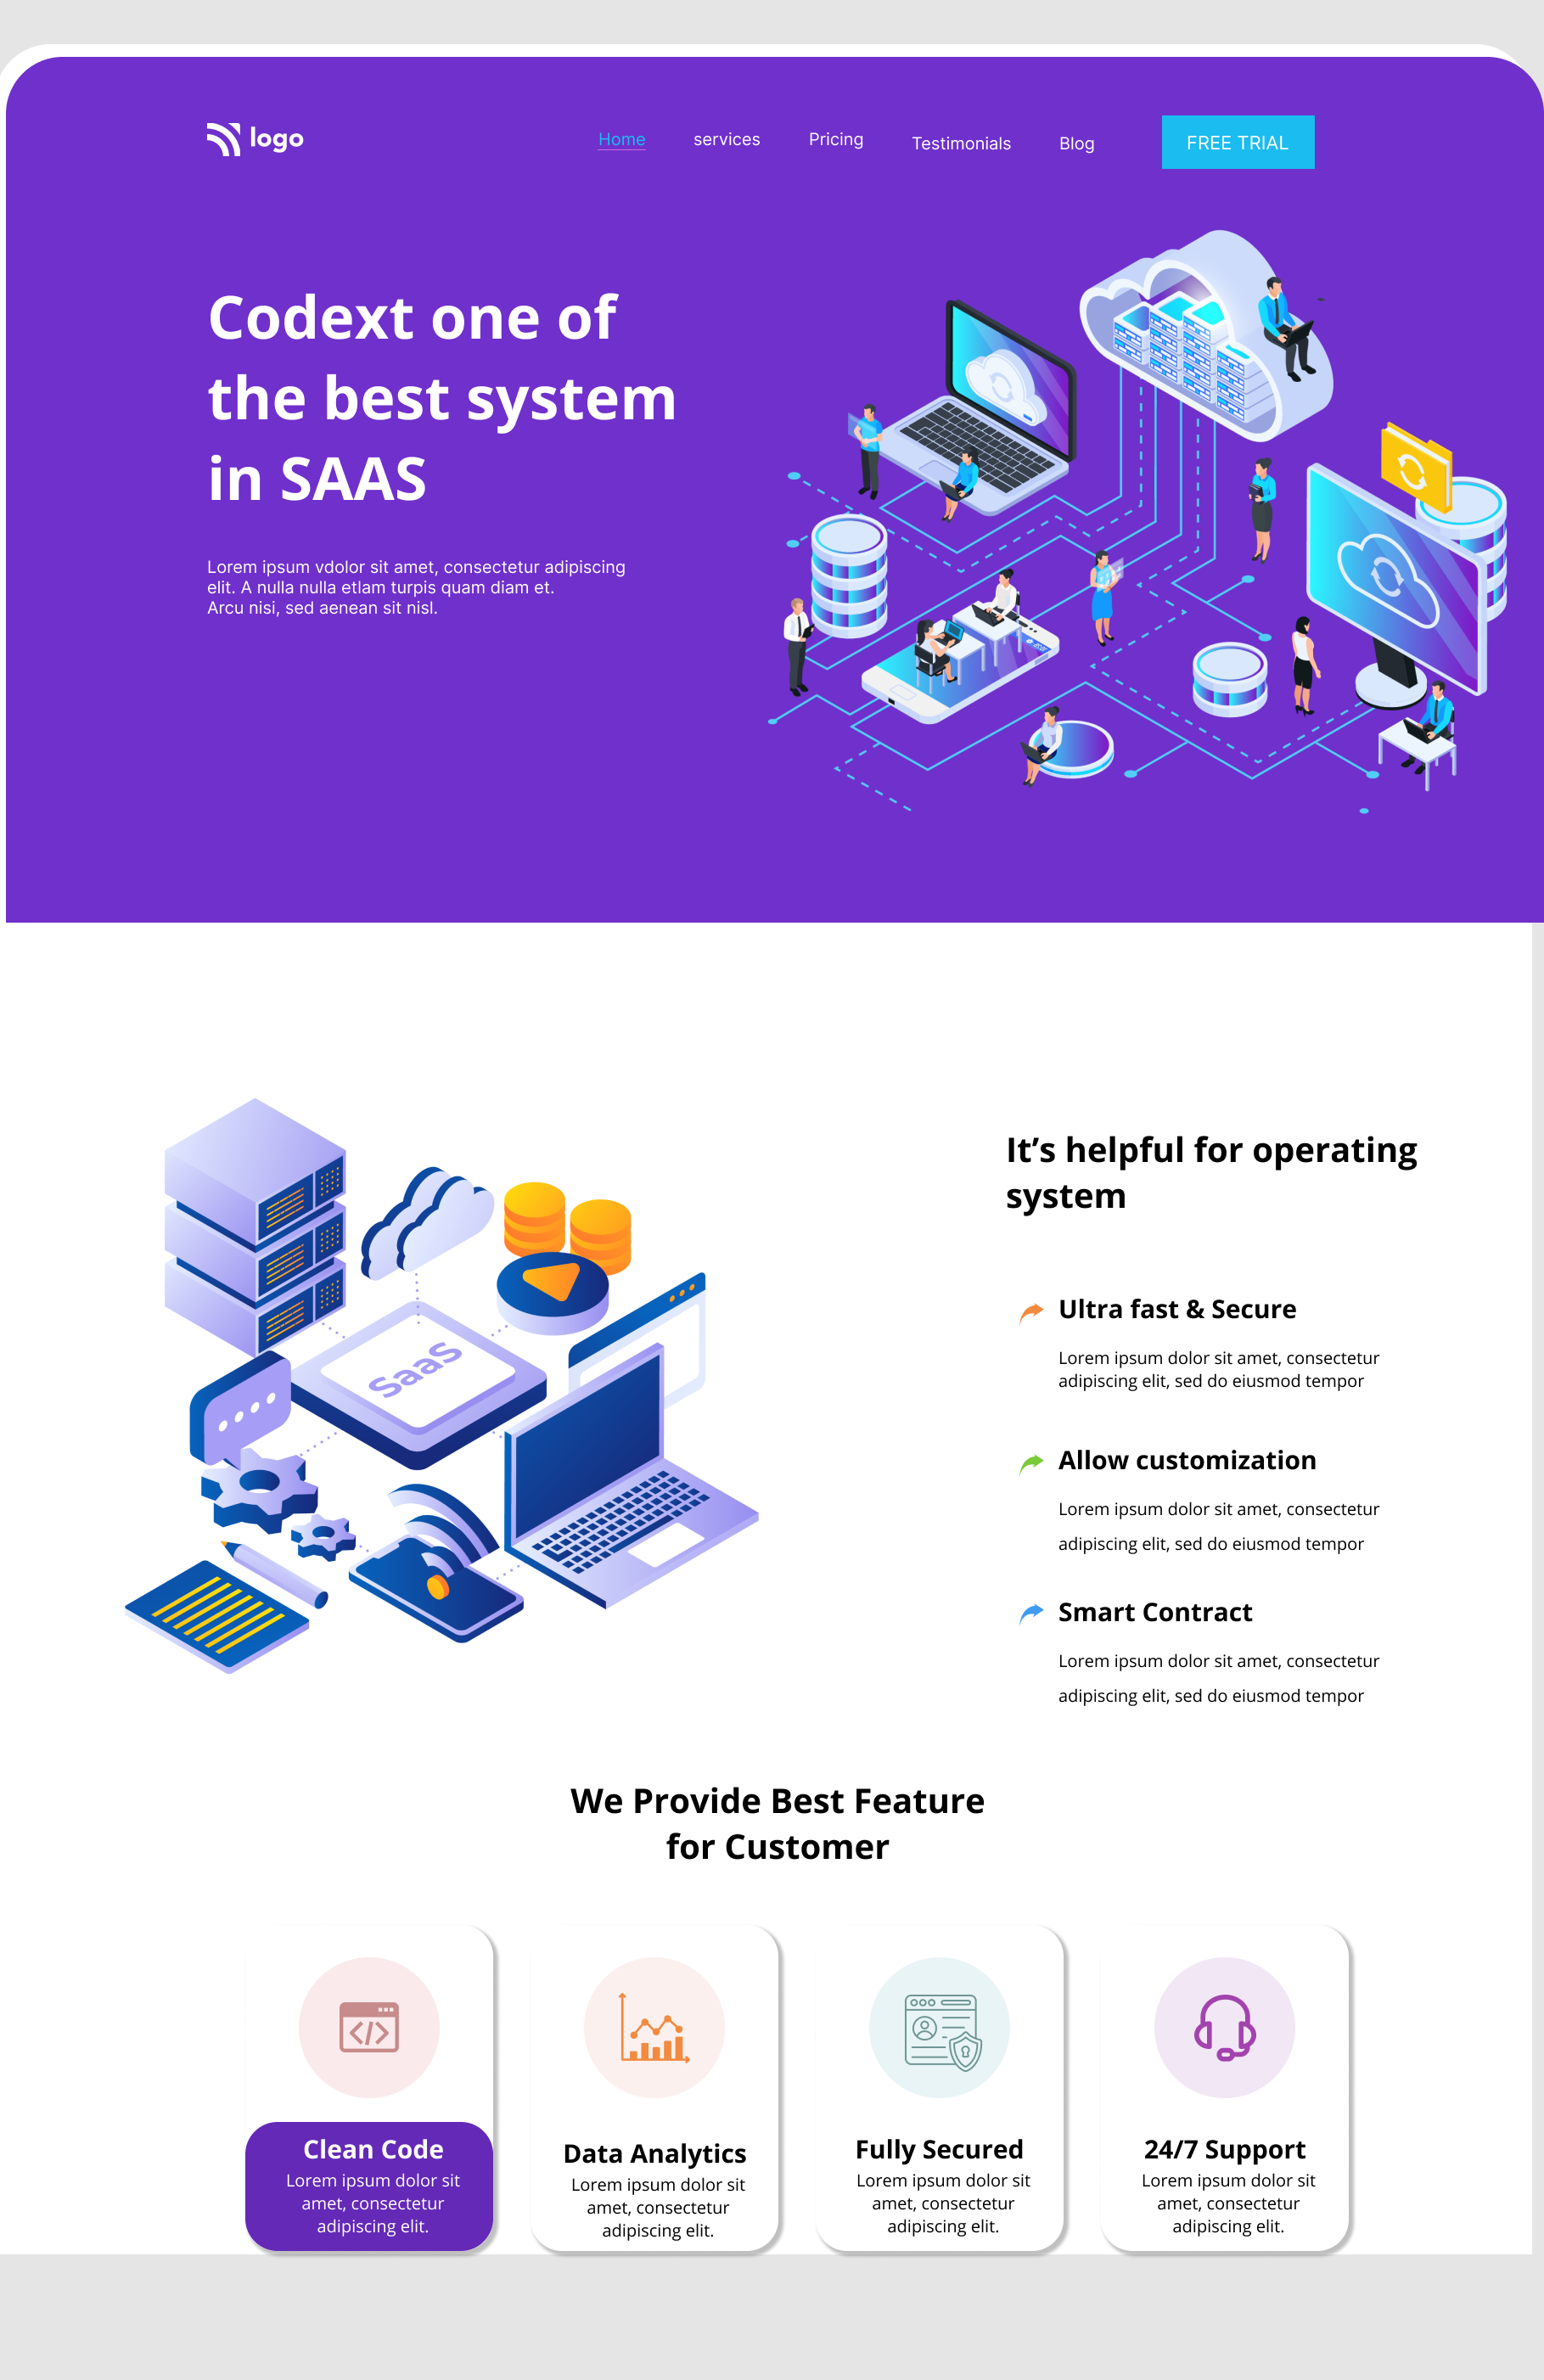 logo
Home
services
Pricing
Testimonials
Blog
FREE TRIAL
Codext one of
the best system
in SAAS
Lorem ipsum vdolor sit amet, consectetur adipiscing
elit. A nulla nulla etlam turpis quam diam et.
Arcu nisi, sed aenean sit nisl.
SaaS
It’s helpful for operating
system
Ultra fast & Secure
Lorem ipsum dolor sit amet, consectetur
adipiscing elit, sed do eiusmod tempor
Allow customization
Lorem ipsum dolor sit amet, consectetur
adipiscing elit, sed do eiusmod tempor
Smart Contract
Lorem ipsum dolor sit amet, consectetur
adipiscing elit, sed do eiusmod tempor
We Provide Best Feature
for Customer
Clean Code
Lorem ipsum dolor sit
amet, consectetur
adipiscing elit.
Data Analytics
Lorem ipsum dolor sit
amet, consectetur
adipiscing elit.
Fully Secured
Lorem ipsum dolor sit
amet, consectetur
adipiscing elit.
24/7 Support
Lorem ipsum dolor sit
amet, consectetur
adipiscing elit.